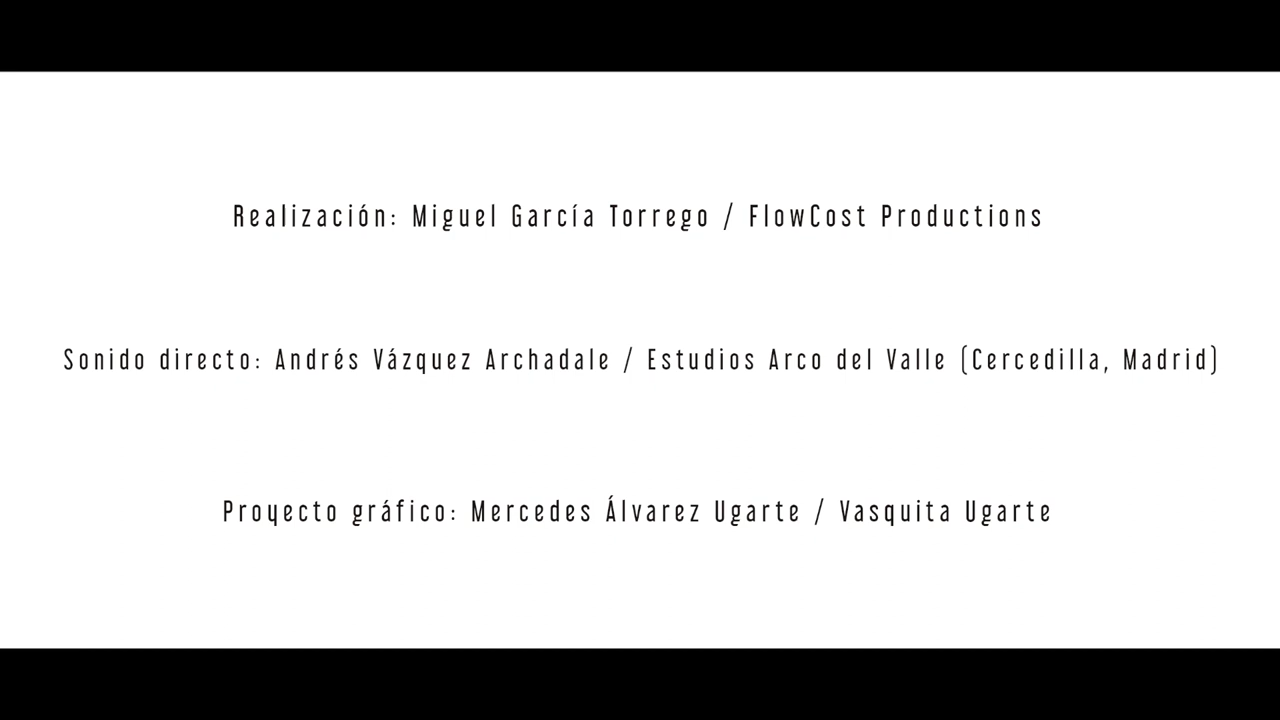 Realización: Miguel García Torrego / FlowCost Productions
Sonido directo: Andrés Vázquez Archadale / Estudios Arco del Valle (Cercedilla, Madrid)
Proyecto gráfico: Mercedes Álvarez Ugarte / Vasquita Ugarte